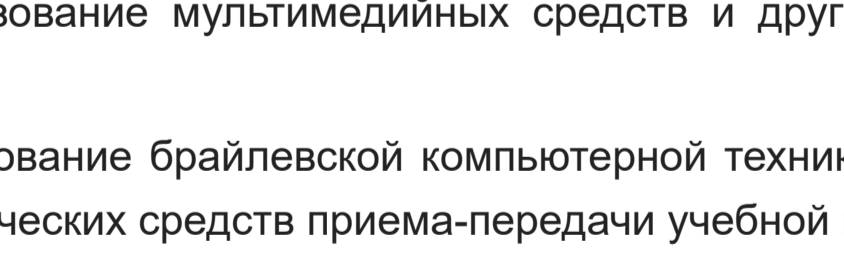 зование мультимедийных средств и друг
ование брайлевской компьютерной техник
ческих средств приема-передачи учебной